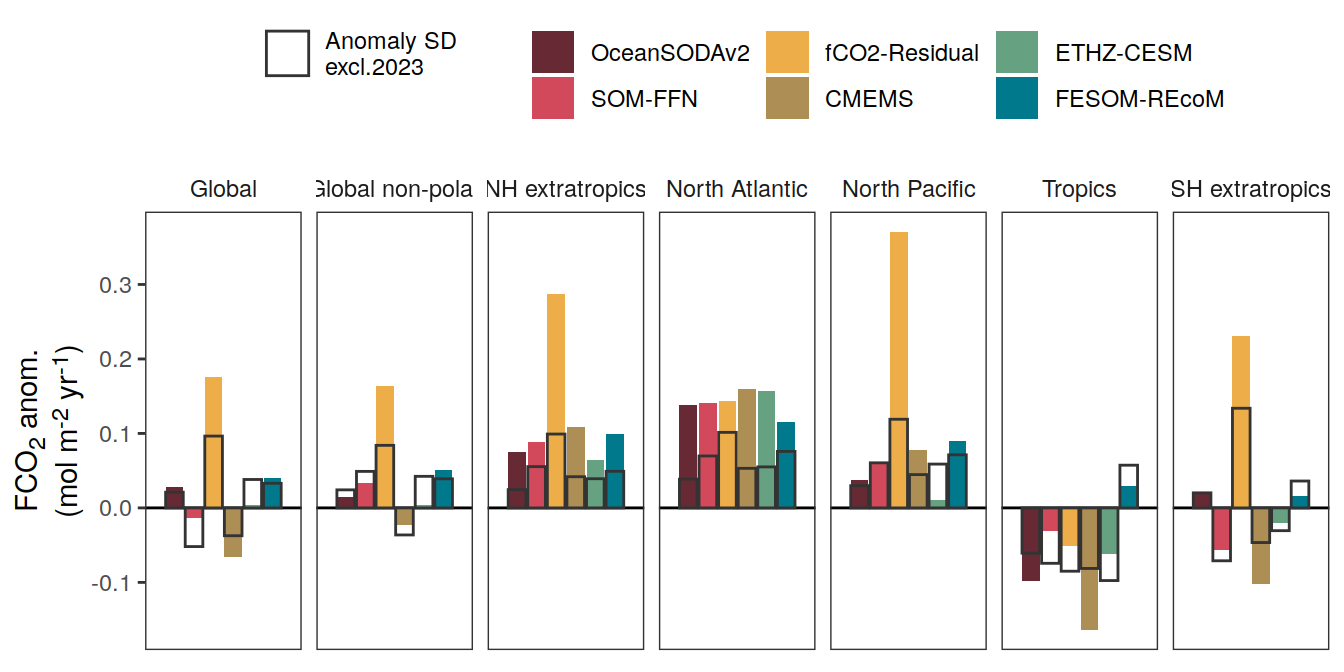 Anomaly SD
excl.2023
OceanSODAv2
fCO2-Residual
ETHZ-CESM
SOM-FFN
CMEMS
FESOM-REcoM
Global
Global non-pola
NH extratropics
North Atlantic
North Pacific
Tropics
SH extratropics
FCO₂ anom.
(mol m⁻² yr⁻¹)
0.3
0.2
0.1
0.0
-0.1